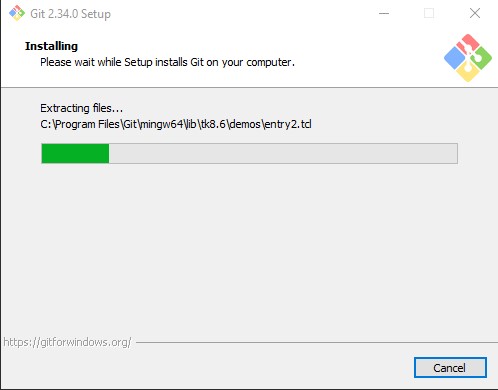 Git 2.34.0 Setup
Installing
Please wait while Setup installs Git on your computer.
Extracting files...
C:\Program Files\Git\mingw64\lib\tk8.6\demos\entry2.tcl
https://gitforwindows.org/
Cancel